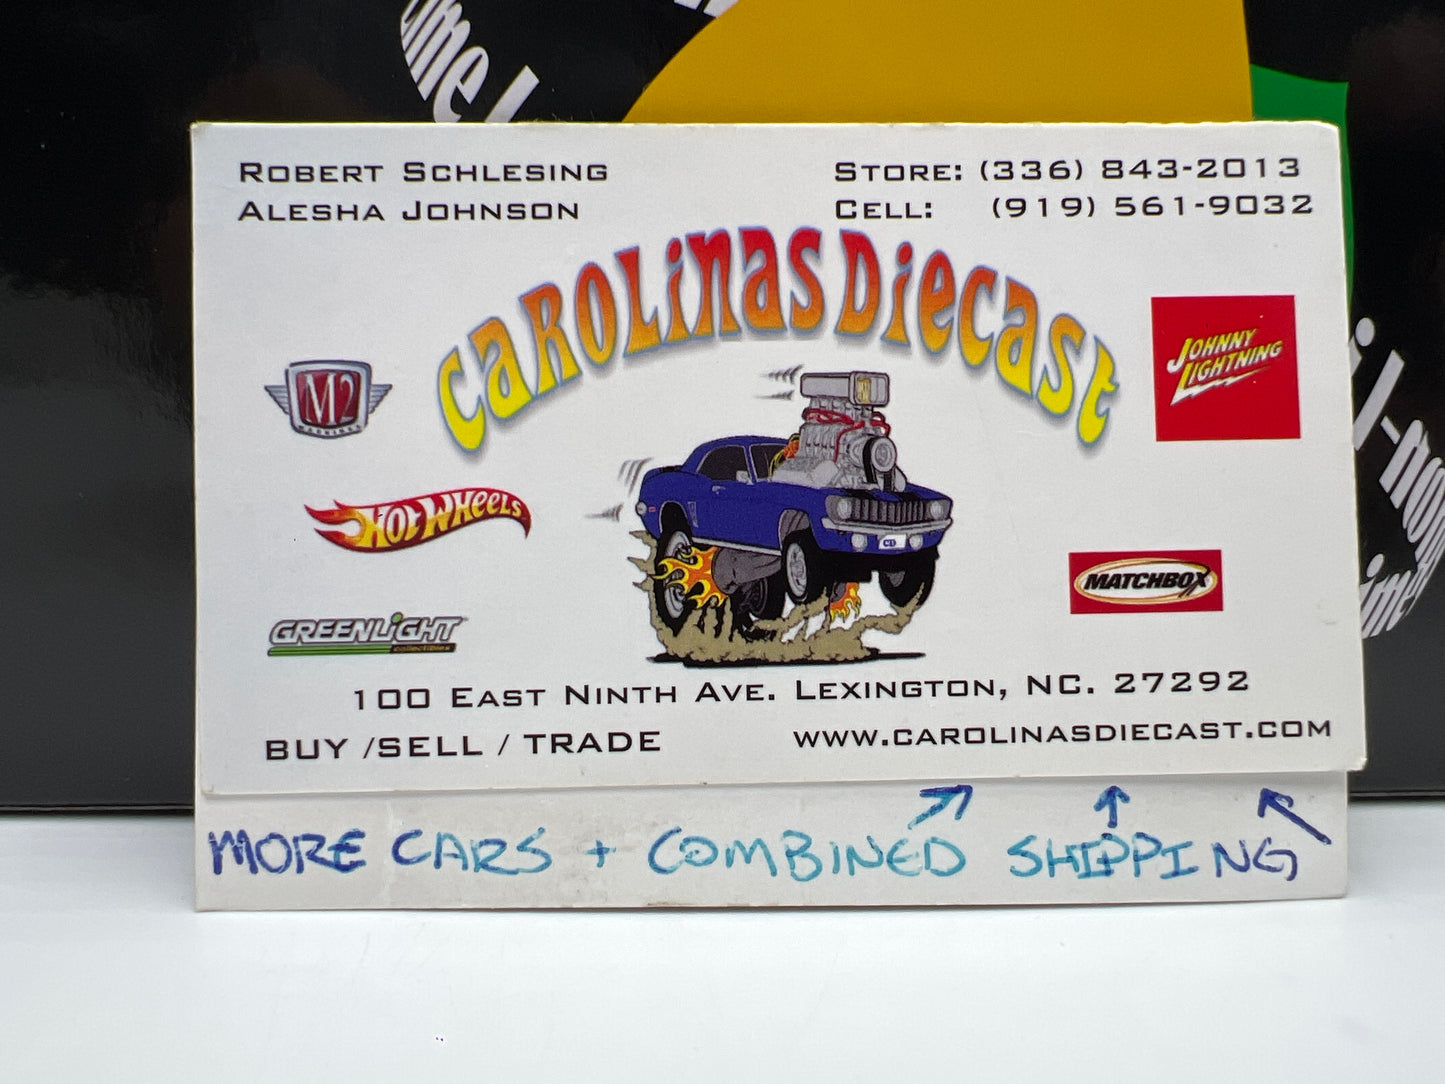 ROBERT SCHLESING
ALESHA JOHNSON
STORE: (336) 843-2013
CELL: (919) 561-9032
CAROLINAS DIECAST
M2
MACHINES
JOHNNY
LIGHTNING
HOT WHEELS
MATCHBOX
GREENLIGHT
collectibles
100 EAST NINTH AVE. LEXINGTON, NC. 27292
BUY /SELL / TRADE
WWW.CAROLINASDIECAST.COM
MORE CARS + COMBINED SHIPPING